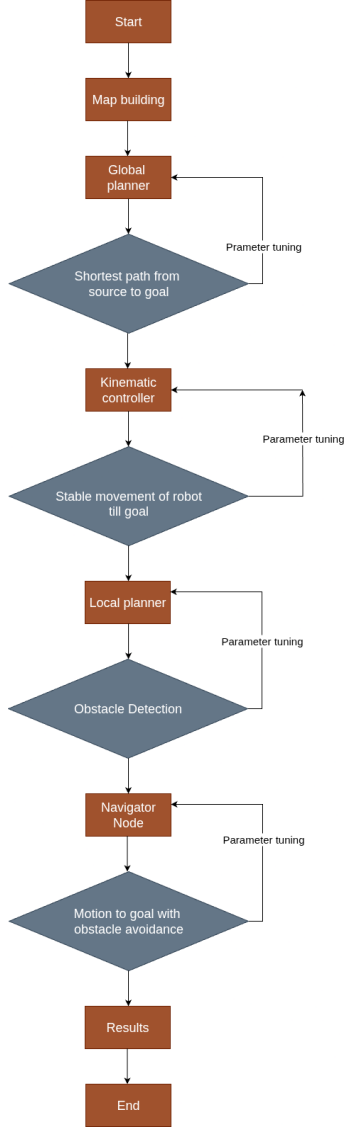 Start
Map building
Global
planner
Prameter tuning
Shortest path from
source to goal
Kinematic
controller
Parameter tuning
Stable movement of robot
till goal
Local planner
Parameter tuning
Obstacle Detection
Navigator
Node
Parameter tuning
Motion to goal with
obstacle avoidance
Results
End